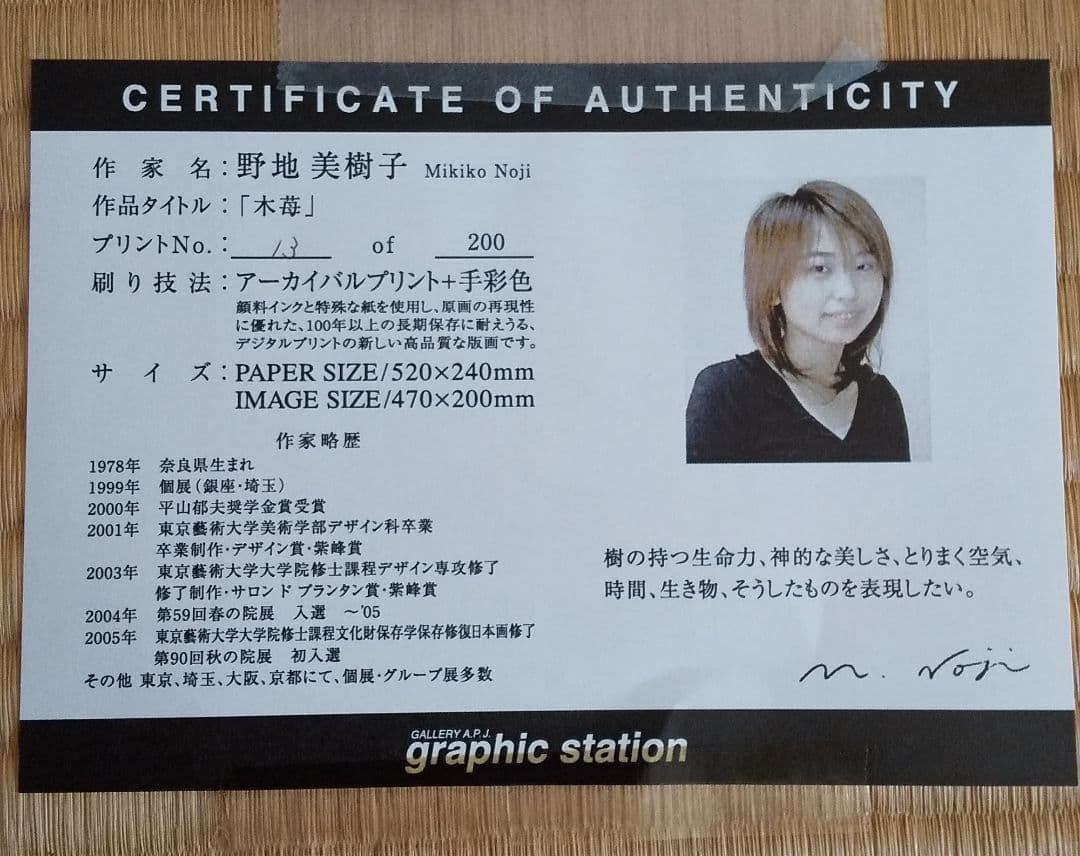 CERTIFICATE OF AUTHENTICITY
作家名：野地 美樹子 Mikiko Noji
作品タイトル：「木苺」
プリントNo.：13 of 200
刷り技法：アーカイバルプリント+手彩色
顔料インクと特殊な紙を使用し、原画の再現性
に優れた、100年以上の長期保存に耐えうる、
デジタルプリントの新しい高品質な版画です。
サイズ：PAPER SIZE/520×240mm
IMAGE SIZE/470×200mm
作家略歴
1978年 奈良県生まれ
1999年 個展（銀座・埼玉）
2000年 平山郁夫奨学金賞受賞
2001年 東京藝術大学美術学部デザイン科卒業
卒業制作・デザイン賞・紫峰賞
2003年 東京藝術大学大学院修士課程デザイン専攻修了
修了制作・サロンド プランタン賞・紫峰賞
2004年 第59回春の院展 入選 〜'05
2005年 東京藝術大学大学院修士課程文化財保存学保存修復日本画修了
第90回秋の院展 初入選
その他 東京、埼玉、大阪、京都にて、個展・グループ展多数
樹の持つ生命力、神的な美しさ、とりまく空気、
時間、生き物、そうしたものを表現したい。
M. Noji
GALLERY A.P.J.
graphic station